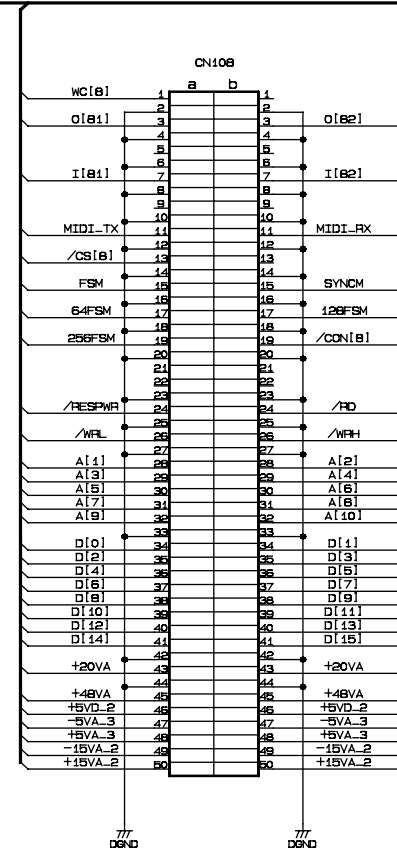 CN108
a b
WC[8] 1 1
2 2
O[81] 3 3 O[82]
4 4
5 5
6 6
I[81] 7 7 I[82]
8 8
9 9
10 10
MIDI_TX 11 11 MIDI_RX
12 12
/CS[8] 13 13
14 14
FSM 15 15 SYNCM
16 16
64FSM 17 17 128FSM
18 18
256FSM 19 19 /CON[8]
20 20
21 21
22 22
23 23
/RESPWR 24 24 /RD
25 25
/WRL 26 26 /WRH
27 27
A[1] 28 28 A[2]
A[3] 29 29 A[4]
A[5] 30 30 A[6]
A[7] 31 31 A[8]
A[9] 32 32 A[10]
33 33
D[0] 34 34 D[1]
D[2] 35 35 D[3]
D[4] 36 36 D[5]
D[6] 37 37 D[7]
D[8] 38 38 D[9]
D[10] 39 39 D[11]
D[12] 40 40 D[13]
D[14] 41 41 D[15]
42 42
+20VA 43 43 +20VA
44 44
+48VA 45 45 +48VA
+5VD_2 46 46 +5VD_2
-5VA_3 47 47 -5VA_3
+5VA_3 48 48 +5VA_3
-15VA_2 49 49 -15VA_2
+15VA_2 50 50 +15VA_2
DGND DGND